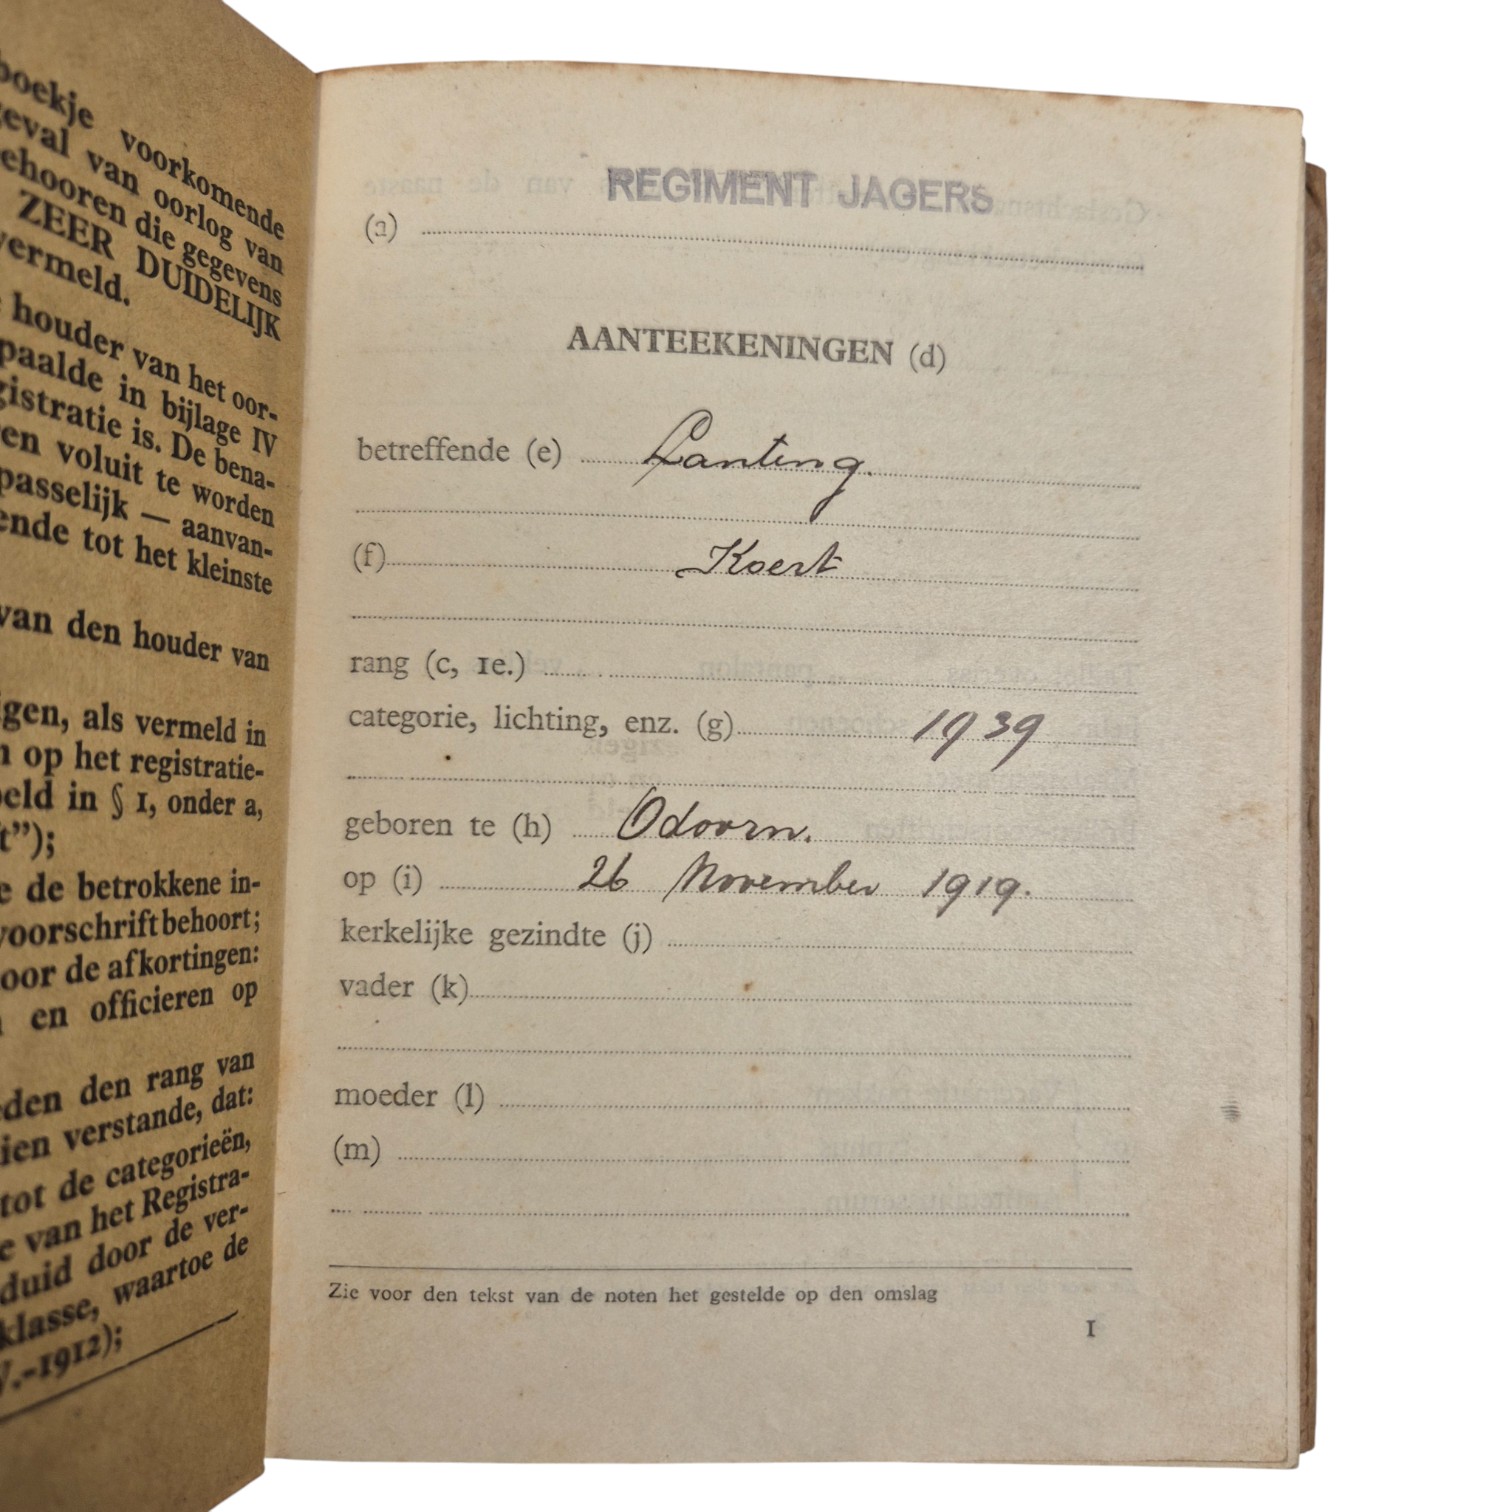 boekje voorkomende
geval van oorlog van
behooren die gegevens
ZEER DUIDELIJK
vermeld.
houder van het oor-
paalde in bijlage IV
gistratie is. De bena-
en voluit te worden
passelijk — aanvan-
ende tot het kleinste
van den houder van
gen, als vermeld in
n op het registratie-
eeld in § 1, onder a,
t”);
e de betrokkene in-
voorschrift behoort;
oor de afkortingen:
en officieren op
den den rang van
ien verstande, dat:
tot de categorieën,
e van het Registra-
duid door de ver-
klasse, waartoe de
V.-1912);
REGIMENT JAGERS
(a)
AANTEEKENINGEN (d)
betreffende (e) Lanting.
(f) Koert
rang (c, 1e.)
categorie, lichting, enz. (g) 1939
geboren te (h) Odoorn.
op (i) 26 November 1919.
kerkelijke gezindte (j)
vader (k)
moeder (l)
(m)
Zie voor den tekst van de noten het gestelde op den omslag
1